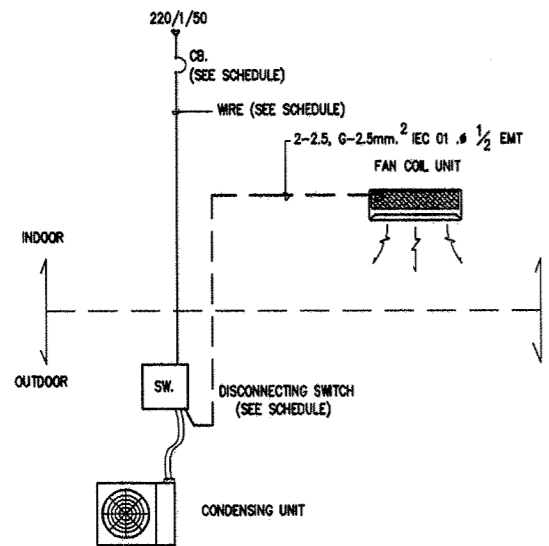 220/1/50
CB.
(SEE SCHEDULE)
WIRE (SEE SCHEDULE)
2-2.5, G-2.5mm.² IEC 01 .ø 1/2 EMT
FAN COIL UNIT
INDOOR
OUTDOOR
SW.
DISCONNECTING SWITCH
(SEE SCHEDULE)
CONDENSING UNIT